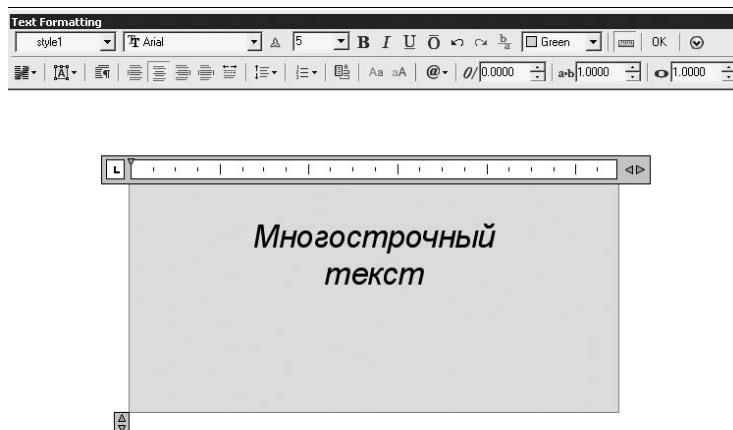 Text Formatting
style1 Arial 5 B I U O b/a Green OK
A @ 0/ 0.0000 a•b 1.0000 1.0000
Aa aA
L
Многострочный
текст